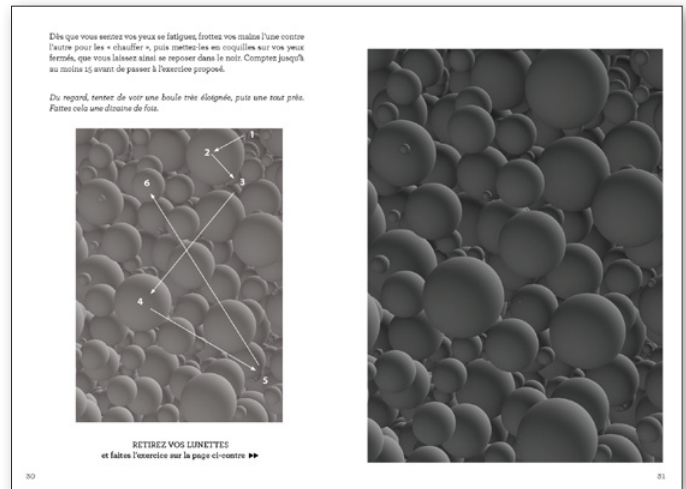 Dès que vous sentez vos yeux se fatiguer, frottez vos mains l'une contre
l'autre pour les « chauffer », puis mettez-les en coquilles sur vos yeux
fermés, que vous laissez ainsi se reposer dans le noir. Comptez jusqu'à
au moins 15 avant de passer à l'exercice proposé.
Du regard, tentez de voir une boule très éloignée, puis une tout près.
Faites cela une dizaine de fois.
1
2
3
6
4
5
RETIREZ VOS LUNETTES
et faites l'exercice sur la page ci-contre ▶▶
30
31